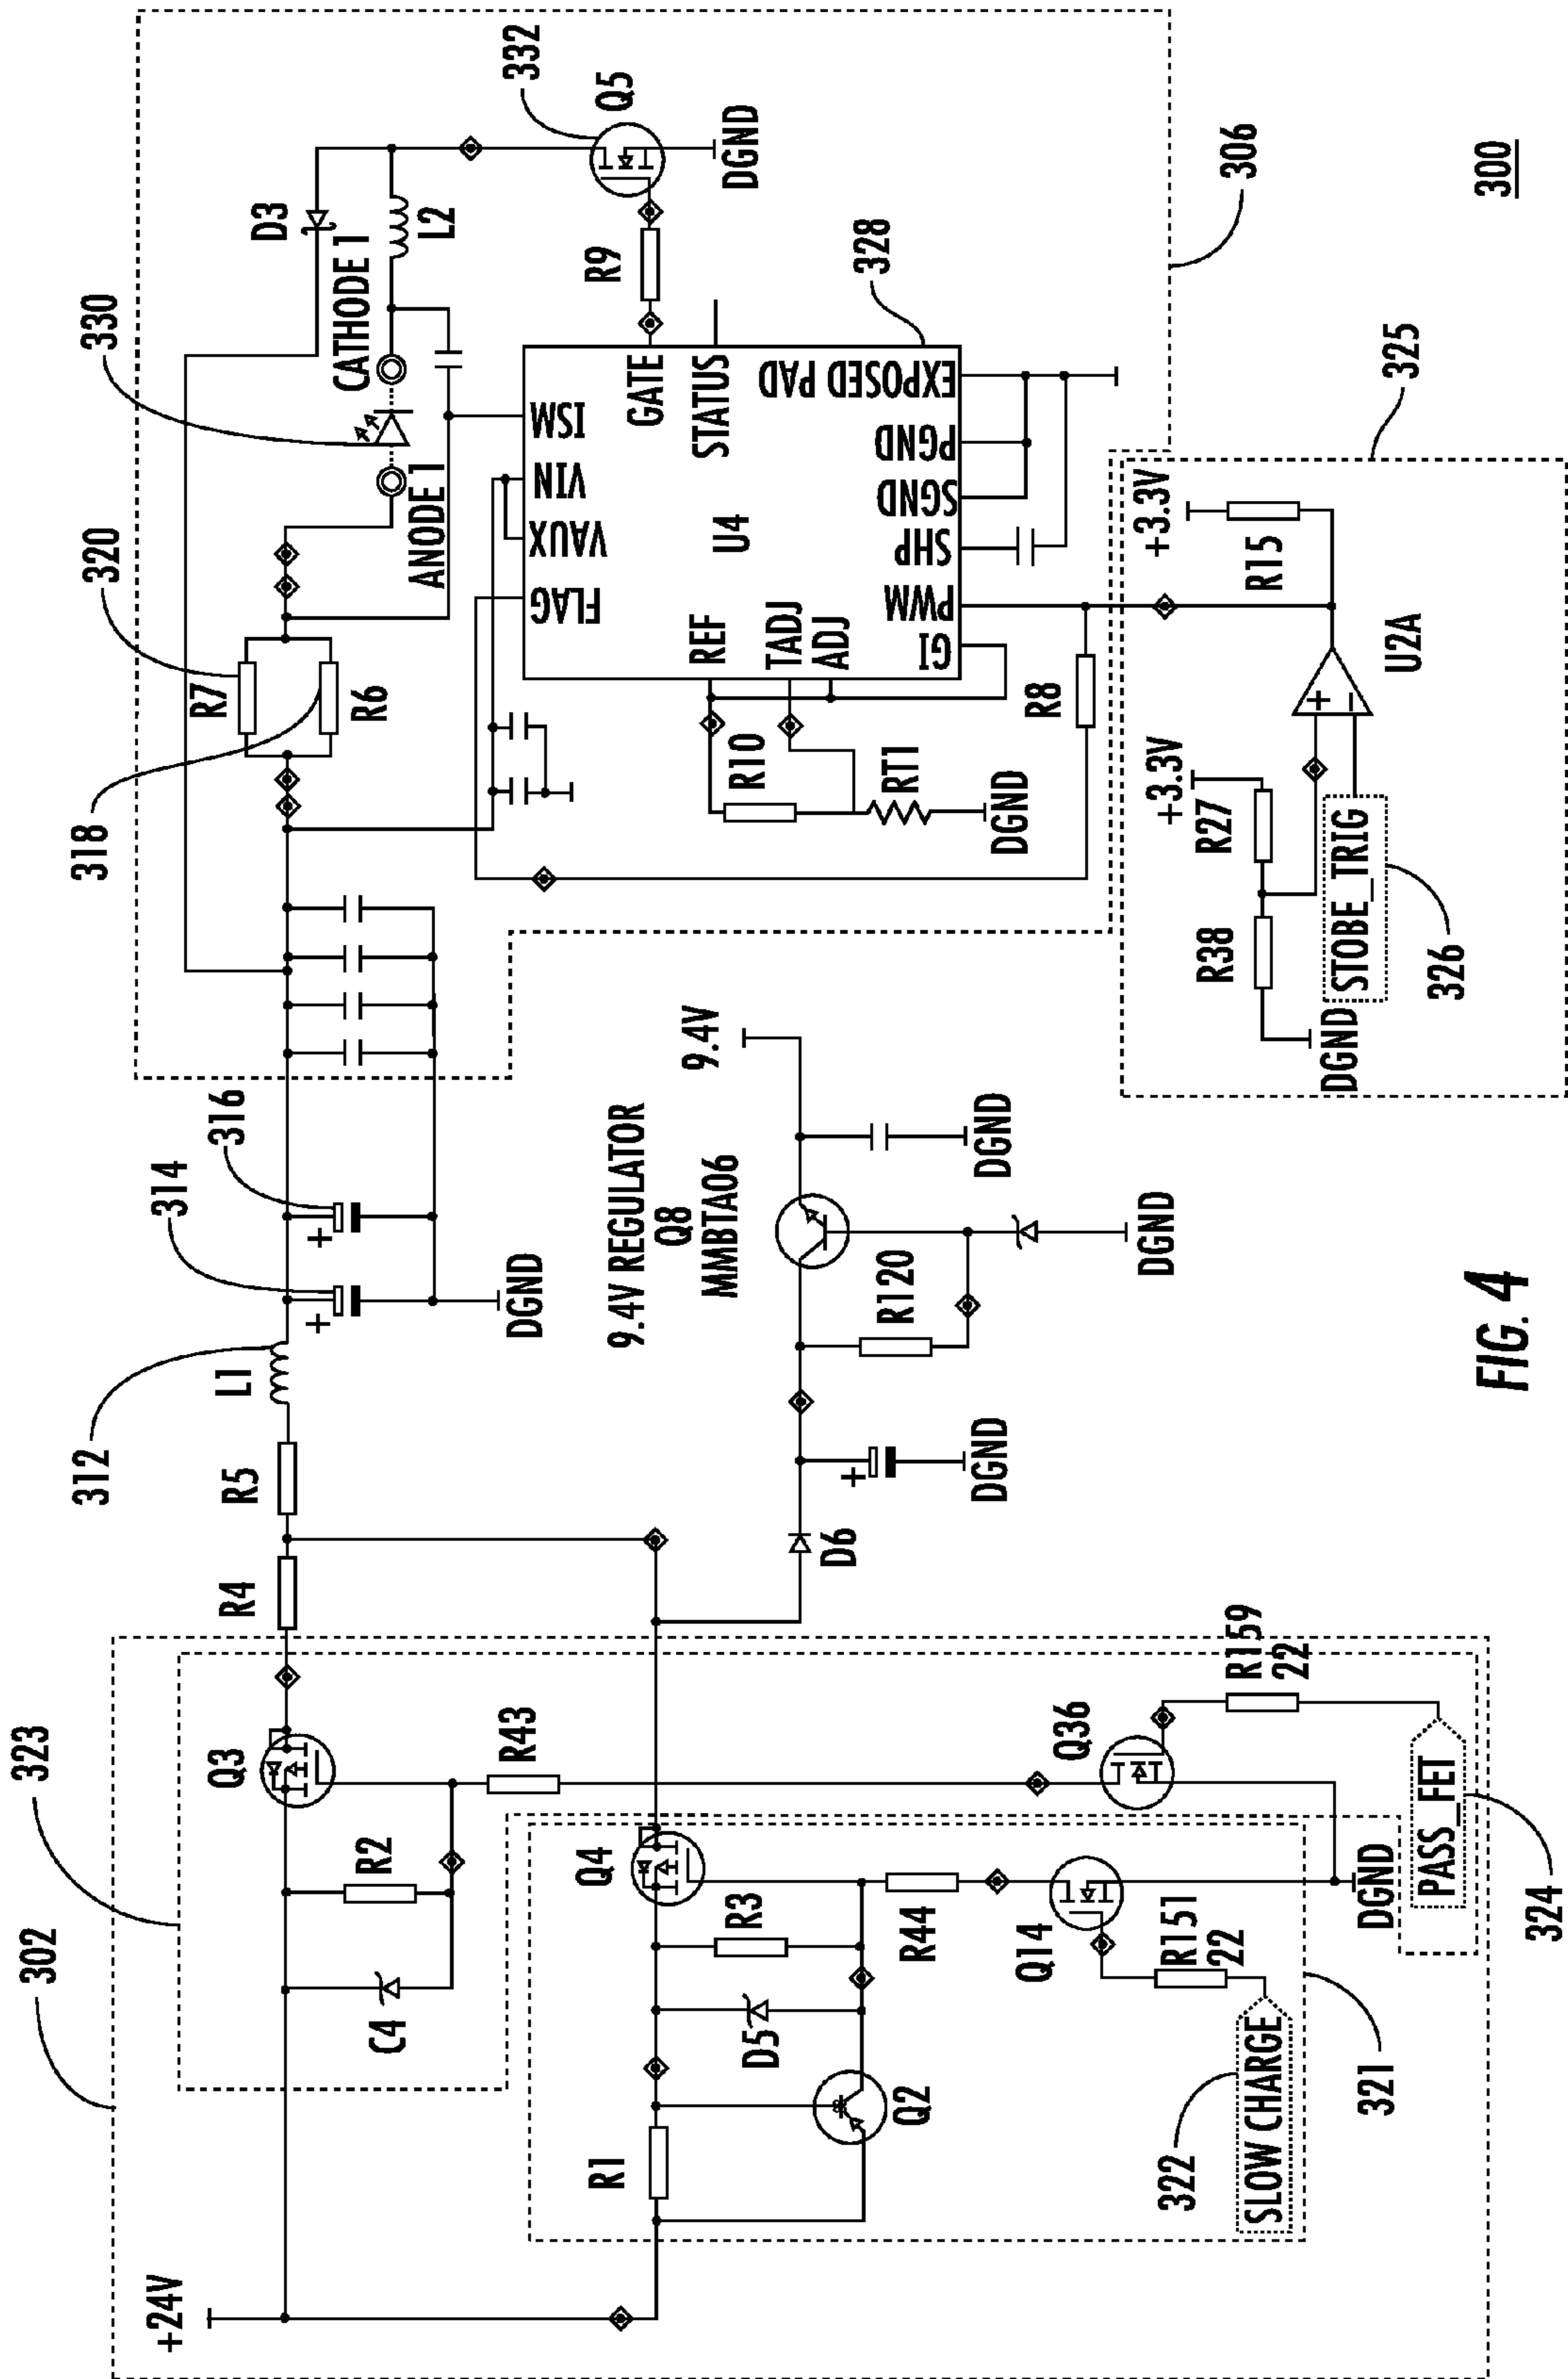 +24V
302
323
C4
R2
Q3
R43
R4
R5
L1
312
314
316
DGND
318
320
R7
R6
330
ANODE 1
CATHODE 1
D3
L2
332
Q5
DGND
R9
306
300
328
ISM
VIN
VAUX
FLAG
GATE
STATUS
U4
REF
TADJ
ADJ
EXPOSED PAD
PGND
SGND
SHP
PWM
GI
R10
RT1
DGND
R8
325
+3.3V
R15
U2A
+
−
+3.3V
R27
R38
DGND
STOBE_TRIG
326
9.4V REGULATOR
Q8
MMBTA06
9.4V
DGND
R120
DGND
+
DGND
D6
R1
Q2
D5
R3
Q4
R44
Q14
R151
22
SLOW CHARGE
322
321
Q36
R159
22
PASS_FET
324
DGND
+
+
FIG. 4